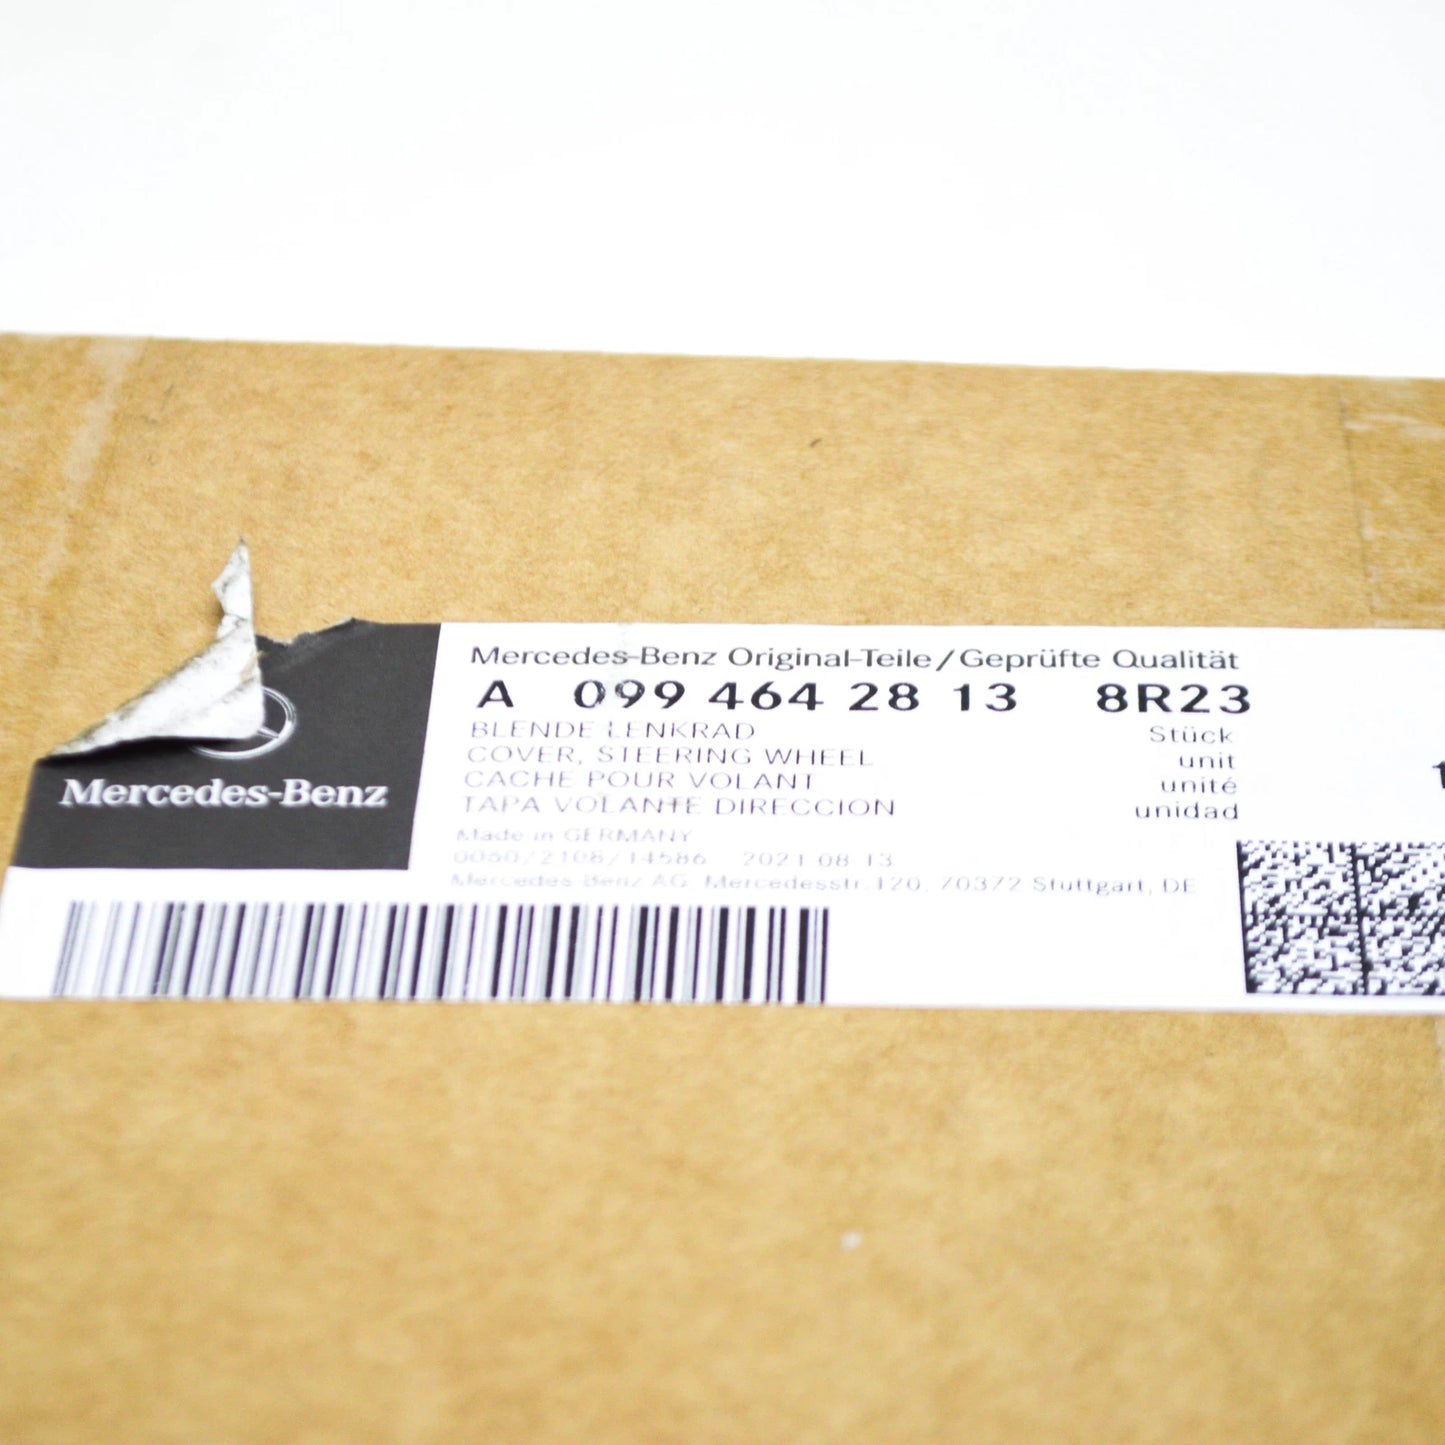 Mercedes-Benz
Mercedes-Benz Original-Teile/Geprüfte Qualität
A 099 464 28 13 8R23
BLENDE LENKRAD Stück
COVER, STEERING WHEEL unit
CACHE POUR VOLANT unité
TAPA VOLANTE DIRECCION unidad
Made in GERMANY
0050/2108/14586 2021-08-13
Mercedes-Benz AG, Mercedesstr. 120, 70372 Stuttgart, DE